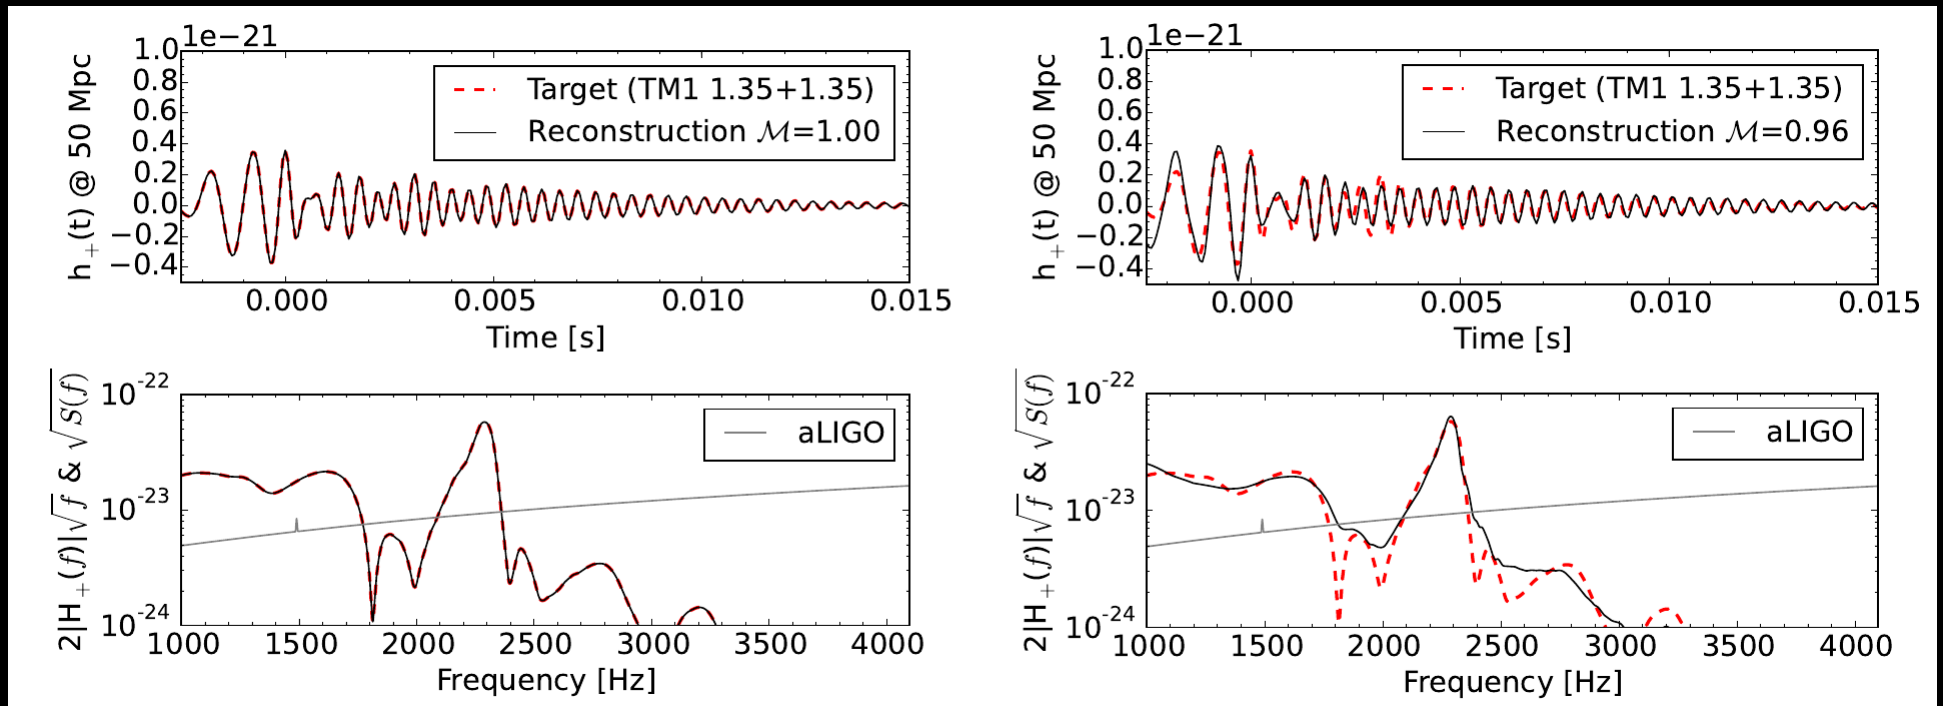 1e−21
1.0
0.8
0.6
0.4
0.2
0.0
−0.2
−0.4
h₊(t) @ 50 Mpc
Target (TM1 1.35+1.35)
Reconstruction ℳ=1.00
0.000 0.005 0.010 0.015
Time [s]
1e−21
1.0
0.8
0.6
0.4
0.2
0.0
−0.2
−0.4
h₊(t) @ 50 Mpc
Target (TM1 1.35+1.35)
Reconstruction ℳ=0.96
0.000 0.005 0.010 0.015
Time [s]
10⁻²²
10⁻²³
10⁻²⁴
2|H₊(f)|√f & √S(f)
aLIGO
1000 1500 2000 2500 3000 3500 4000
Frequency [Hz]
10⁻²²
10⁻²³
10⁻²⁴
2|H₊(f)|√f & √S(f)
aLIGO
1000 1500 2000 2500 3000 3500 4000
Frequency [Hz]